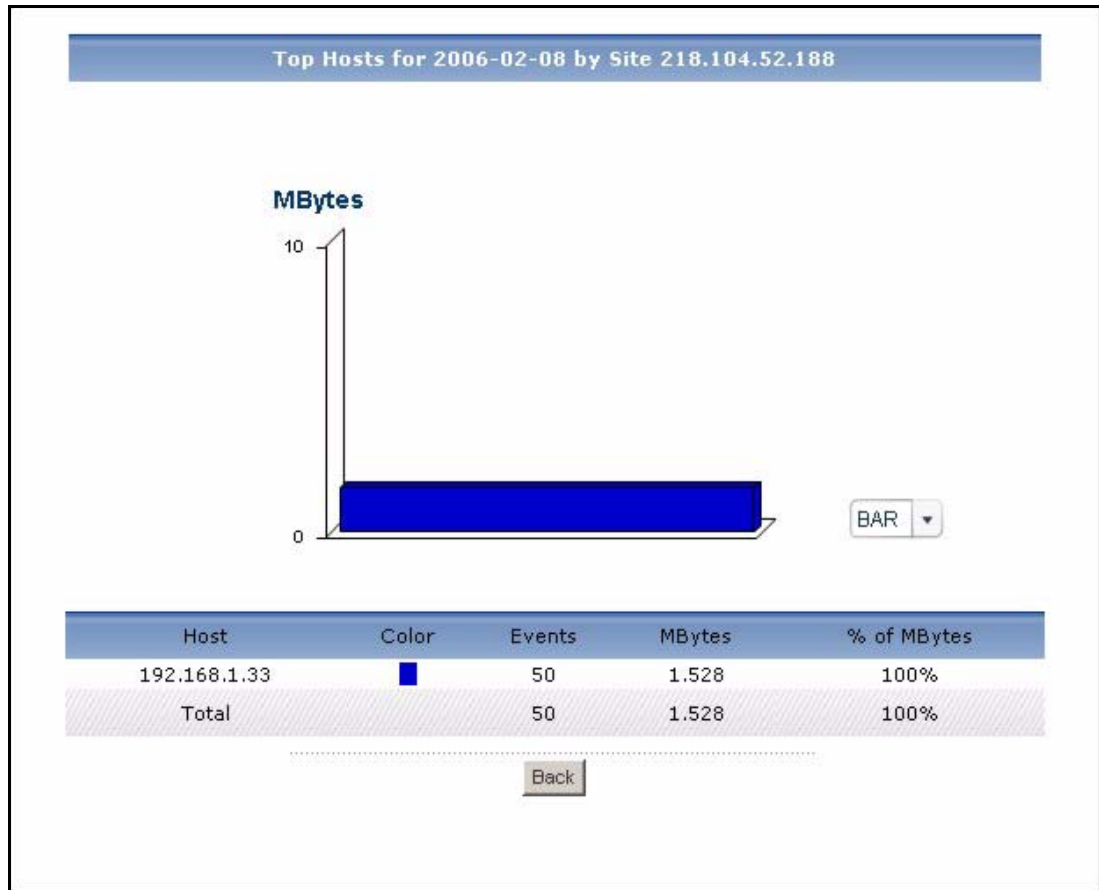 Top Hosts for 2006-02-08 by Site 218.104.52.188
MBytes
10
0
BAR
Host Color Events MBytes % of MBytes
192.168.1.33 50 1.528 100%
Total 50 1.528 100%
Back